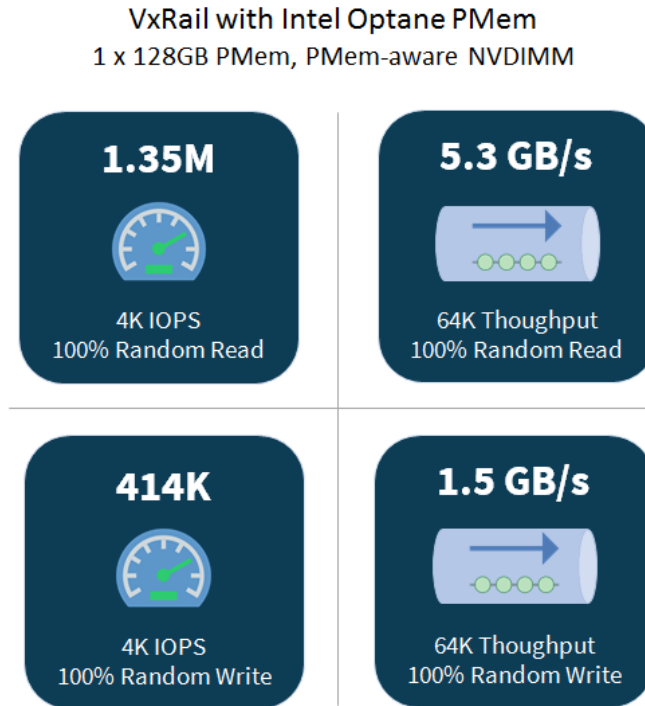 VxRail with Intel Optane PMem
1 x 128GB PMem, PMem-aware NVDIMM
1.35M
4K IOPS
100% Random Read
5.3 GB/s
64K Thoughput
100% Random Read
414K
4K IOPS
100% Random Write
1.5 GB/s
64K Thoughput
100% Random Write